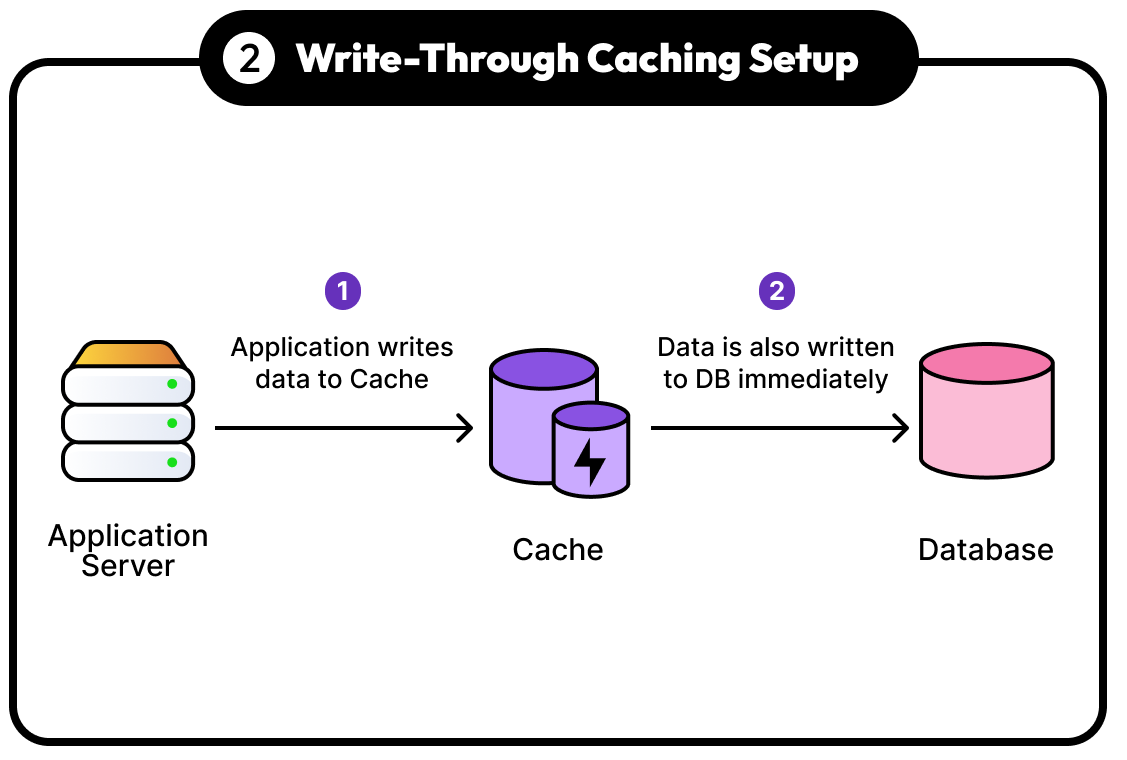 2 Write-Through Caching Setup
1
Application writes
data to Cache
2
Data is also written
to DB immediately
Application
Server
Cache
Database